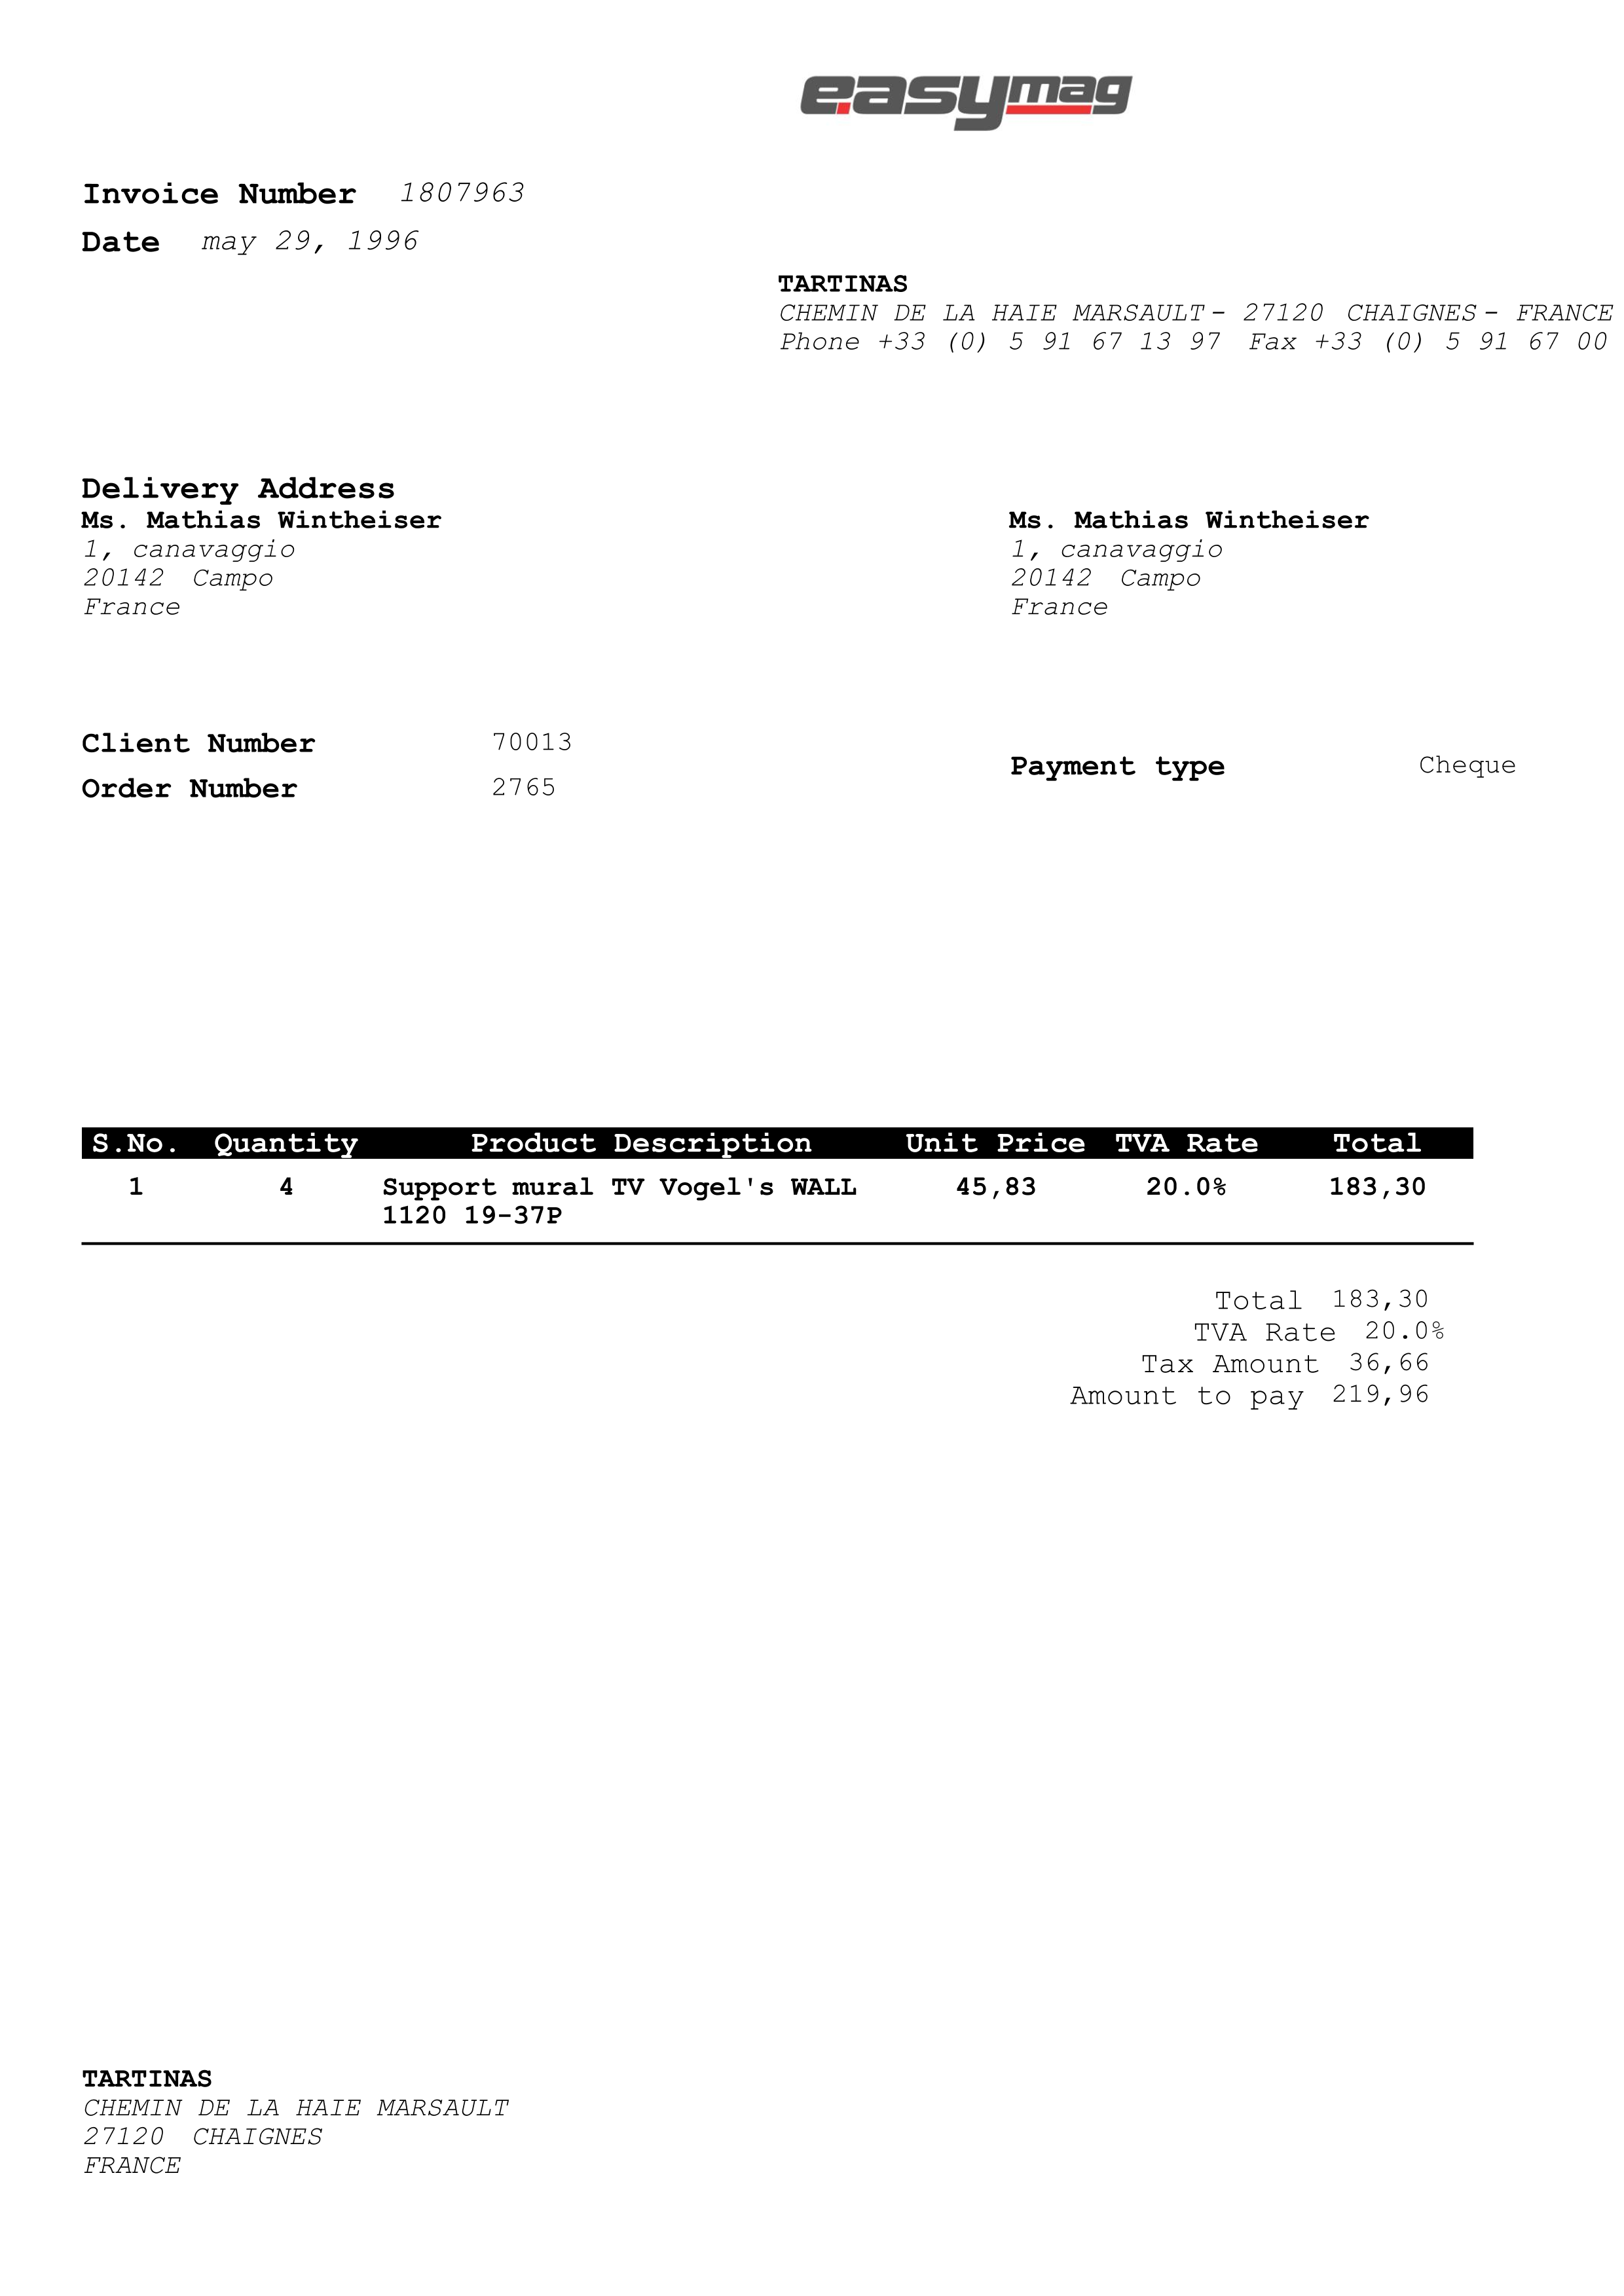 easymag
Invoice Number 1807963
Date may 29, 1996
TARTINAS
CHEMIN DE LA HAIE MARSAULT - 27120 CHAIGNES - FRANCE
Phone +33 (0) 5 91 67 13 97 Fax +33 (0) 5 91 67 00
Delivery Address
Ms. Mathias Wintheiser
1, canavaggio
20142 Campo
France
Ms. Mathias Wintheiser
1, canavaggio
20142 Campo
France
Client Number 70013
Order Number 2765
Payment type Cheque
S.No. Quantity Product Description Unit Price TVA Rate Total
1 4 Support mural TV Vogel's WALL 45,83 20.0% 183,30
1120 19-37P
Total 183,30
TVA Rate 20.0%
Tax Amount 36,66
Amount to pay 219,96
TARTINAS
CHEMIN DE LA HAIE MARSAULT
27120 CHAIGNES
FRANCE